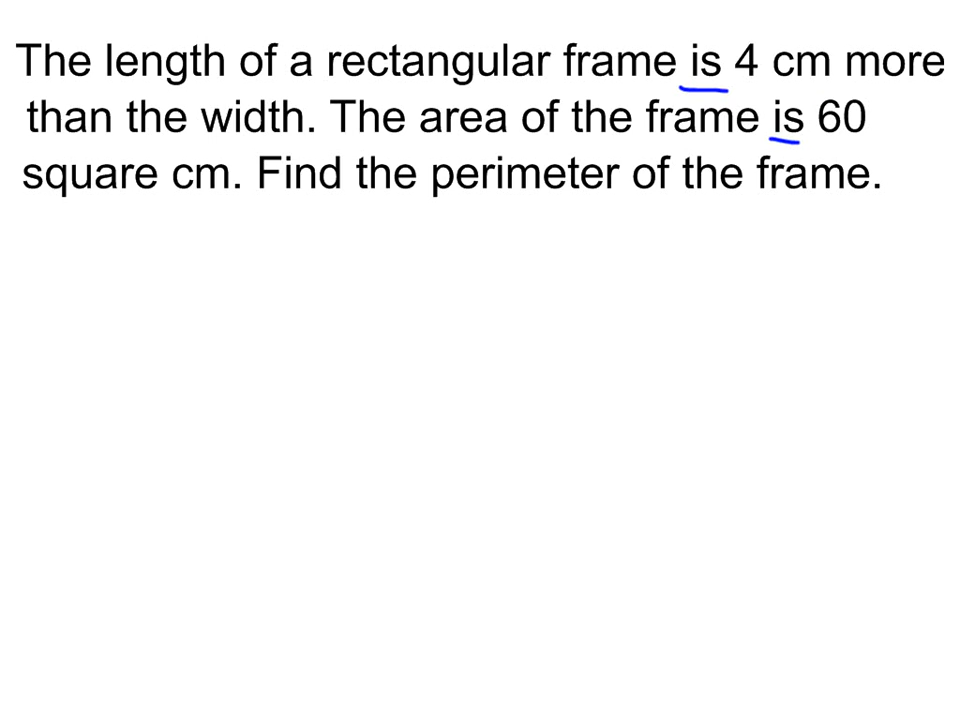 The length of a rectangular frame is 4 cm more
than the width. The area of the frame is 60
square cm. Find the perimeter of the frame.